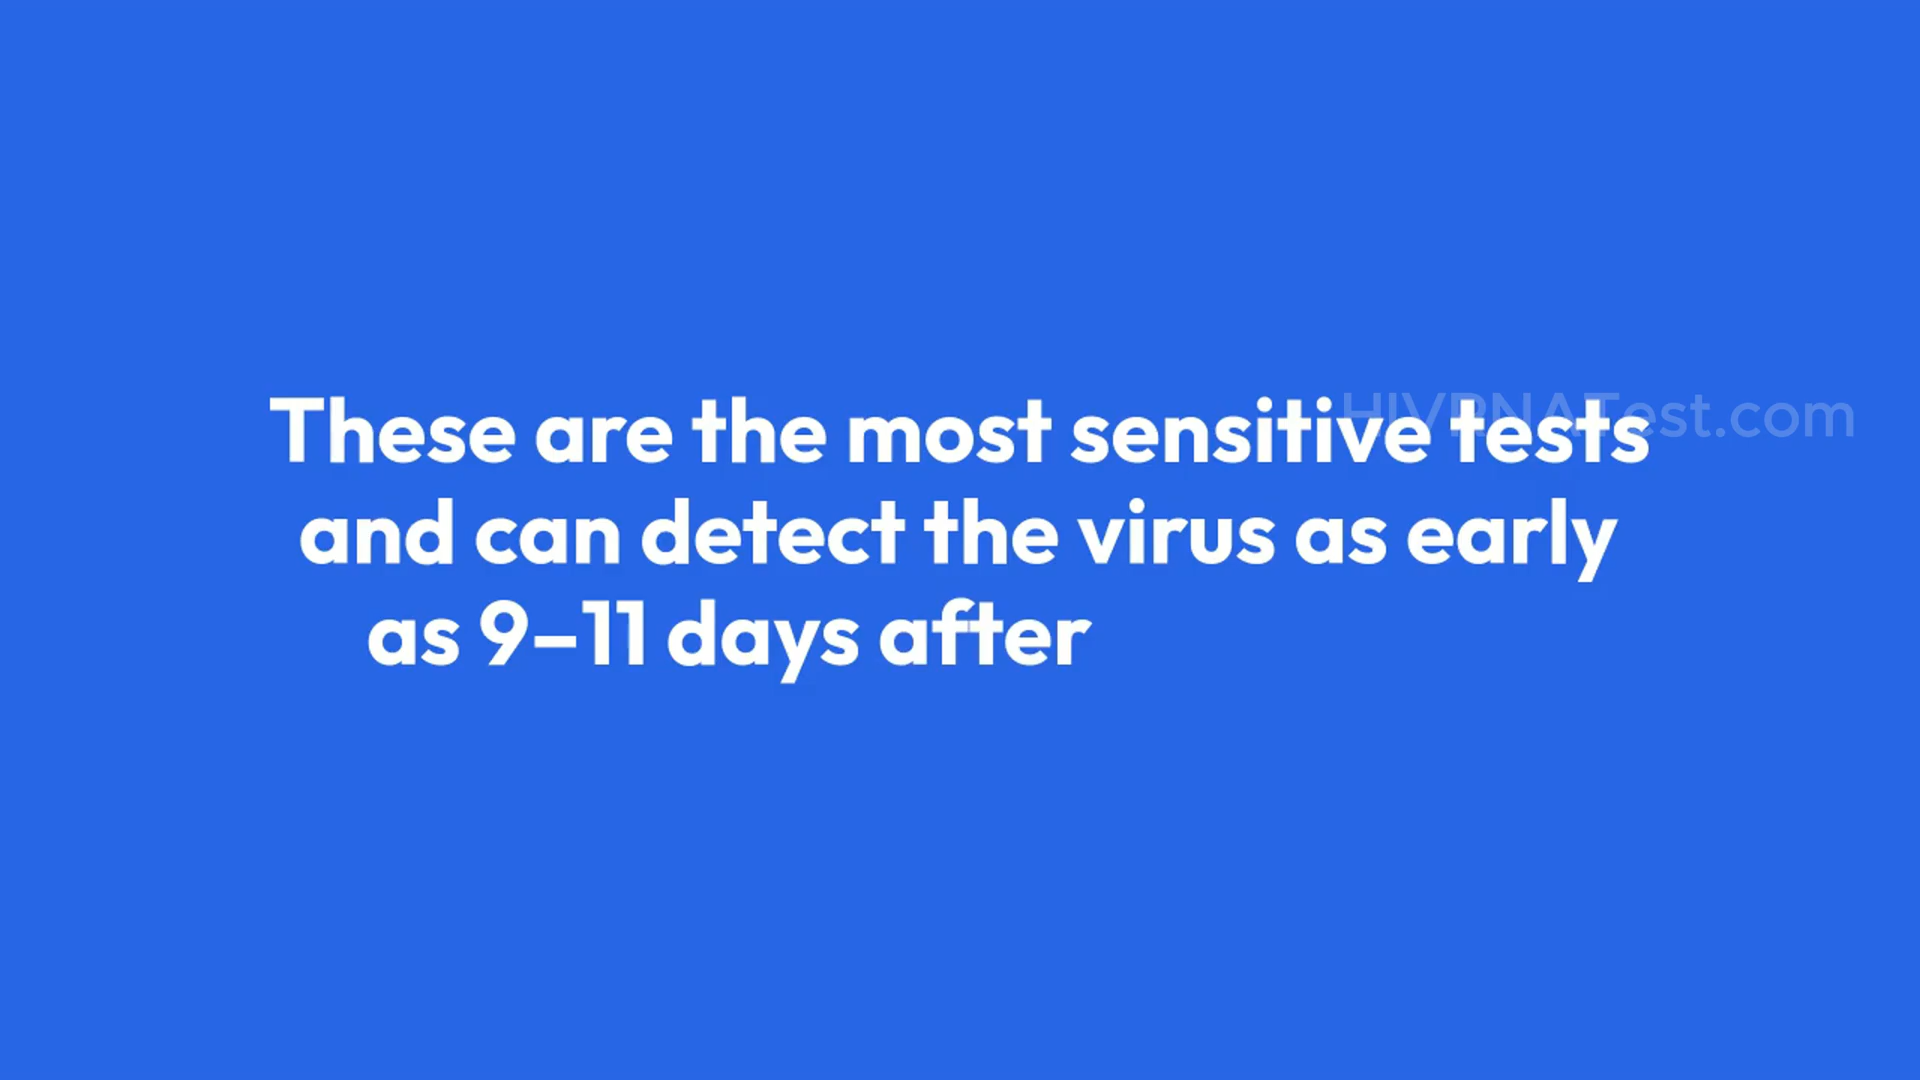 These are the most sensitive tests
HIVRNATest.com
and can detect the virus as early
as 9–11 days after